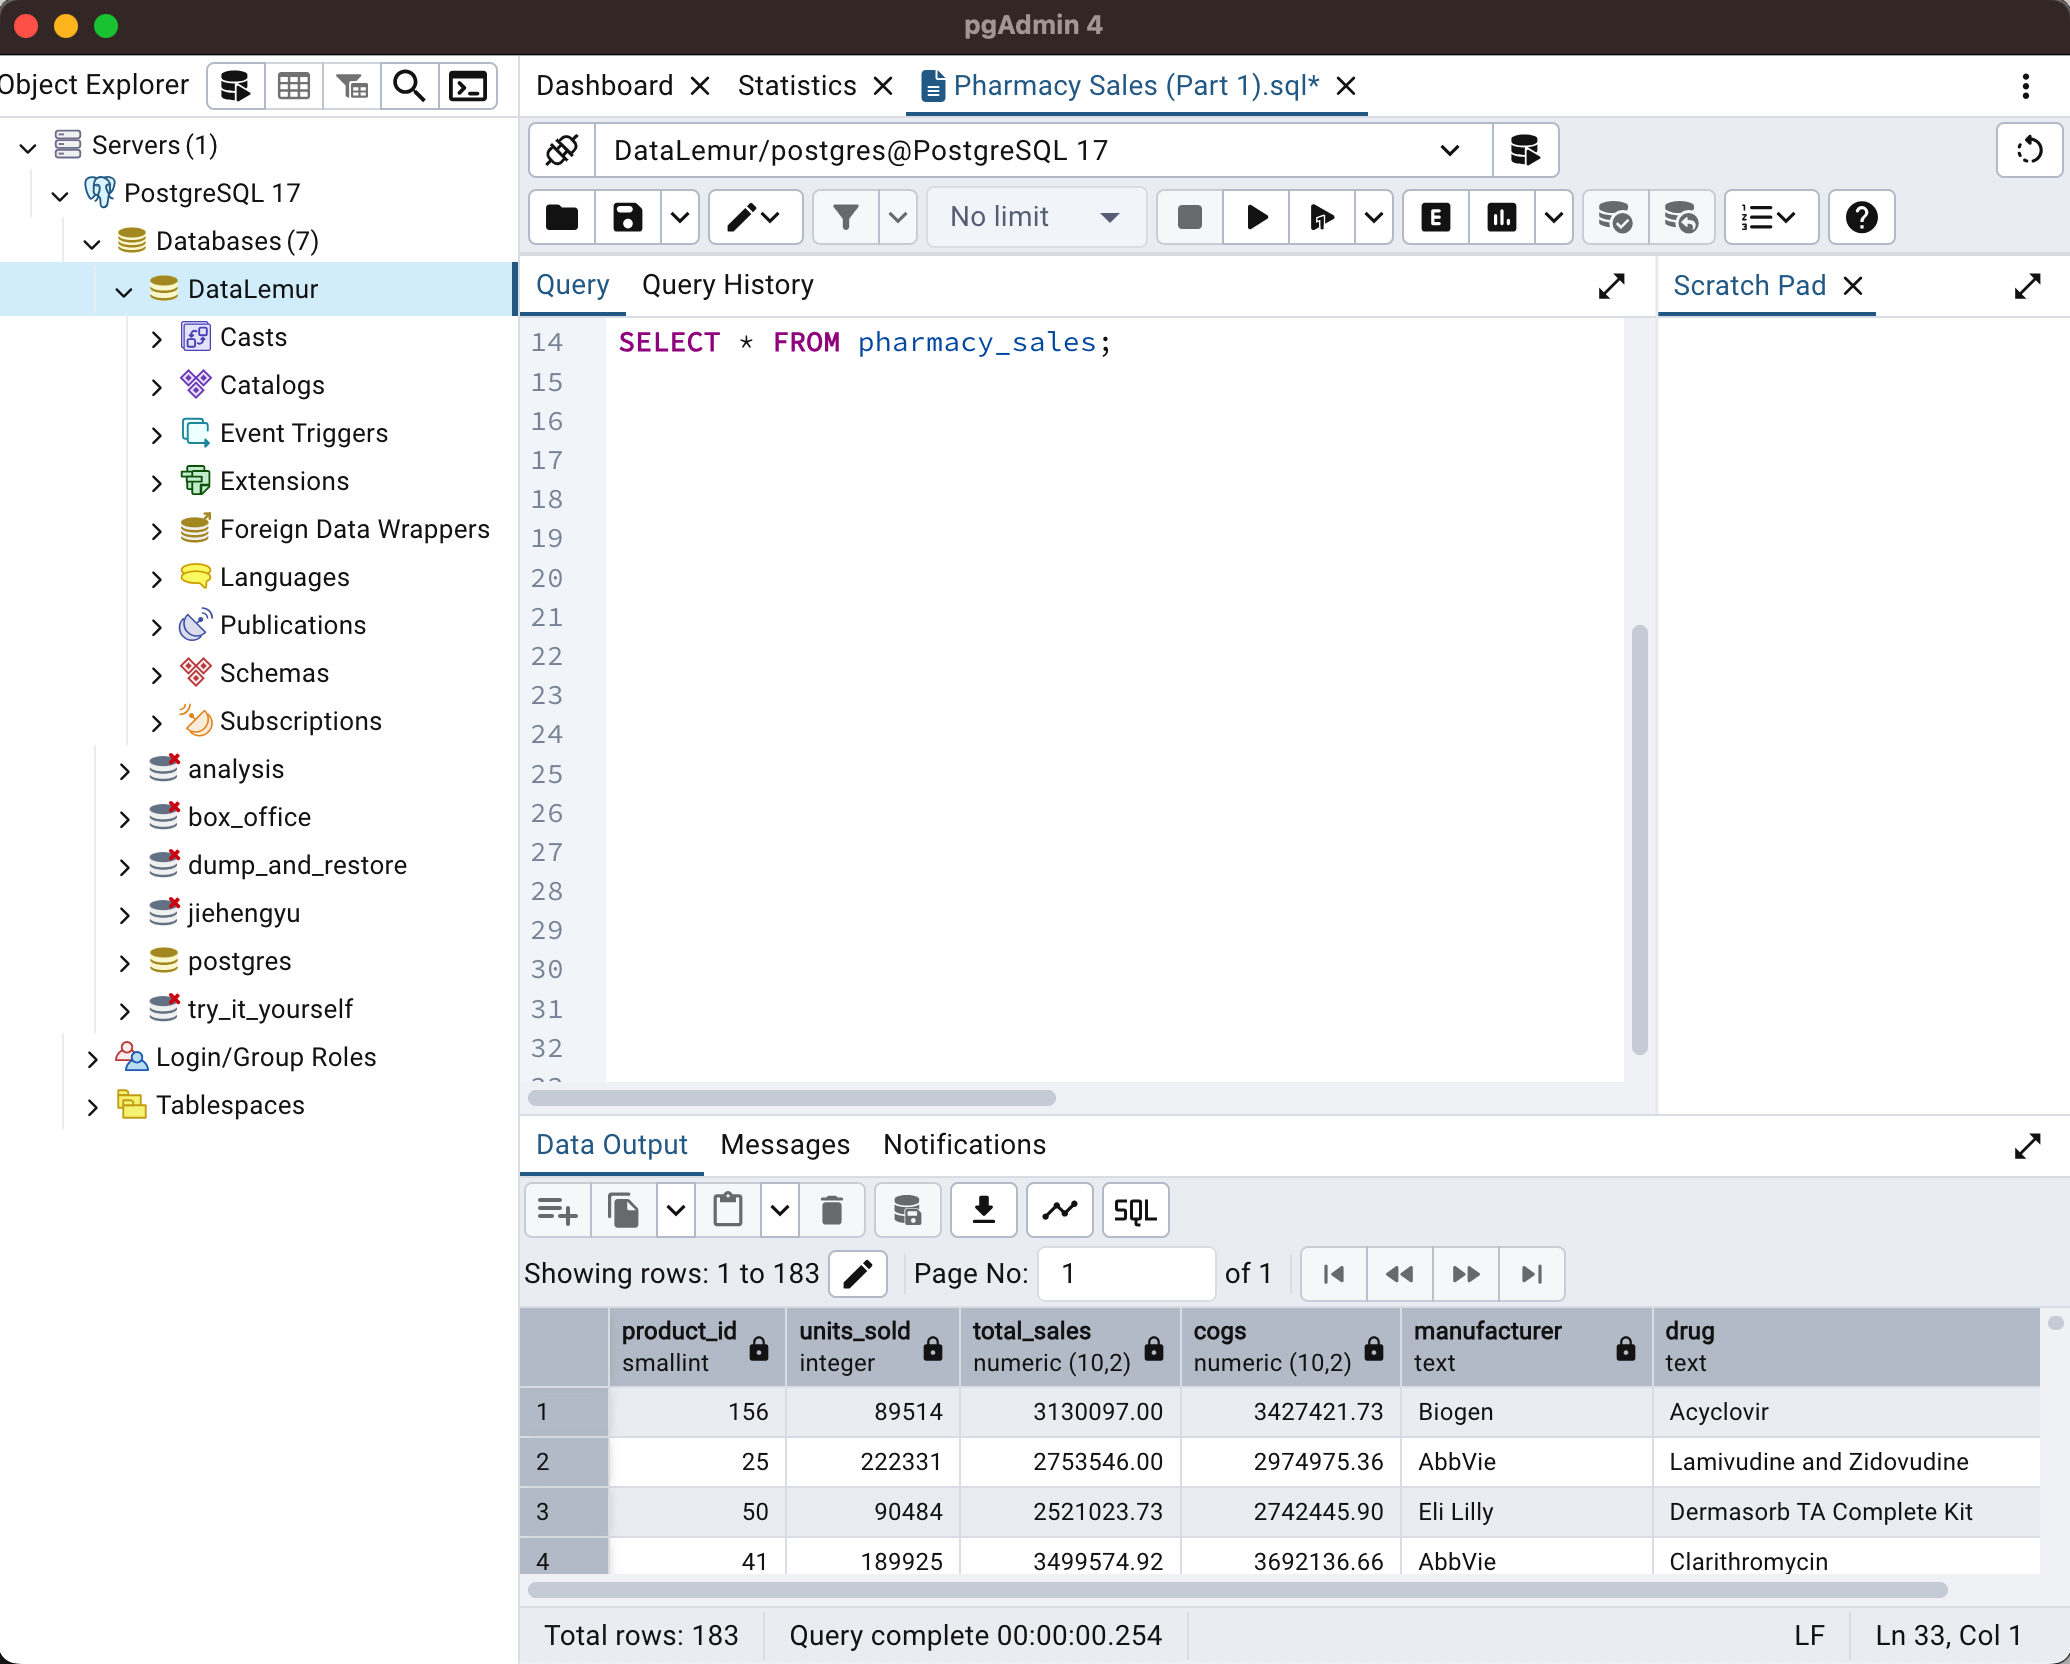 pgAdmin 4
Object Explorer
Servers (1)
PostgreSQL 17
Databases (7)
DataLemur
Casts
Catalogs
Event Triggers
Extensions
Foreign Data Wrappers
Languages
Publications
Schemas
Subscriptions
analysis
box_office
dump_and_restore
jiehengyu
postgres
try_it_yourself
Login/Group Roles
Tablespaces
Dashboard Statistics Pharmacy Sales (Part 1).sql*
DataLemur/postgres@PostgreSQL 17
No limit
E
Query Query History
Scratch Pad
14 SELECT * FROM pharmacy_sales;
15
16
17
18
19
20
21
22
23
24
25
26
27
28
29
30
31
32
Data Output Messages Notifications
SQL
Showing rows: 1 to 183 Page No: 1 of 1
product_id units_sold total_sales cogs manufacturer drug
smallint integer numeric (10,2) numeric (10,2) text text
1 156 89514 3130097.00 3427421.73 Biogen Acyclovir
2 25 222331 2753546.00 2974975.36 AbbVie Lamivudine and Zidovudine
3 50 90484 2521023.73 2742445.90 Eli Lilly Dermasorb TA Complete Kit
4 41 189925 3499574.92 3692136.66 AbbVie Clarithromycin
Total rows: 183 Query complete 00:00:00.254 LF Ln 33, Col 1